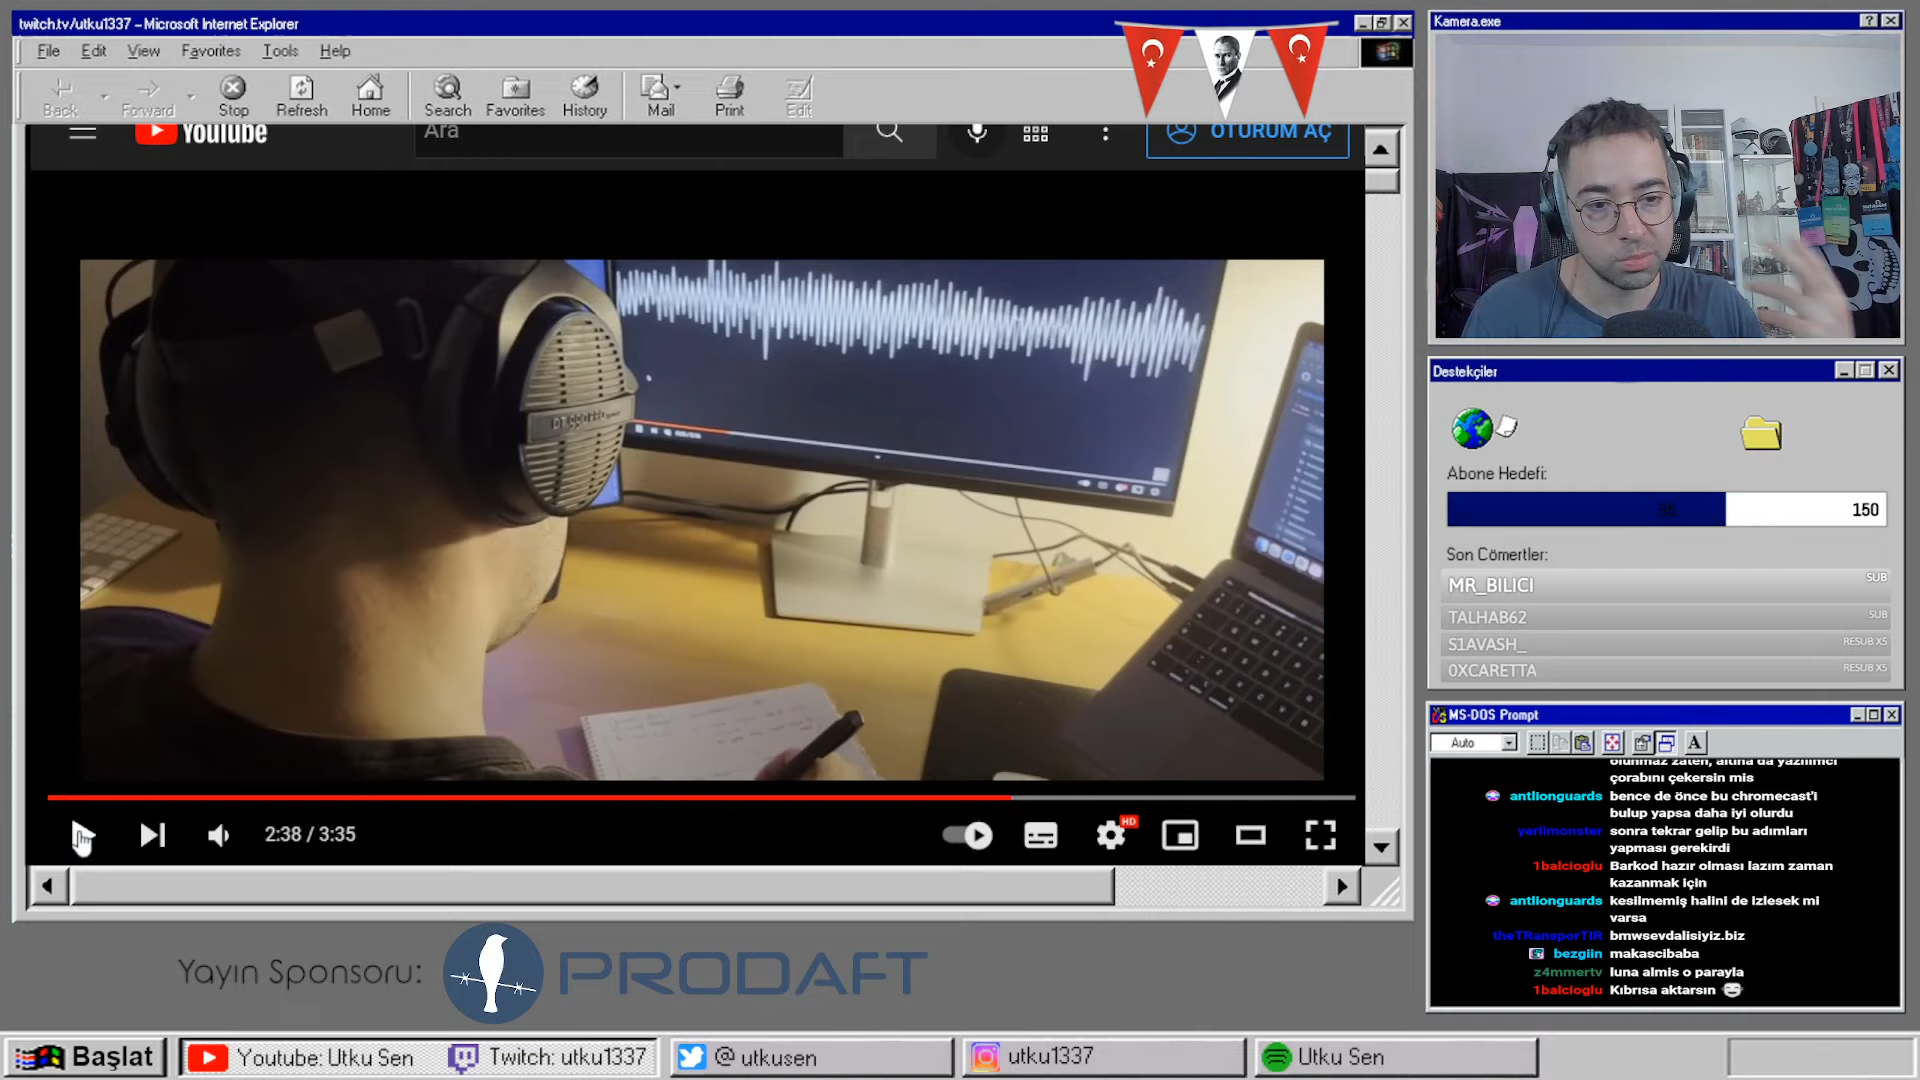 twitch.tv/utku1337 – Microsoft Internet Explorer
File Edit View Favorites Tools Help
Back Forward Stop Refresh Home Search Favorites History Mail Print Edit
YouTube
Ara
OTURUM AÇ
2:38 / 3:35
HD
Yayın Sponsoru:
PRODAFT
Kamera.exe
Destekçiler
Abone Hedefi:
150
Son Cömertler:
MR_BILICI SUB
TALHAB62 SUB
S1AVASH_ RESUB X5
0XCARETTA RESUB X5
MS-DOS Prompt
Auto
A
olunmaz zaten, altına da yazılımcı
çorabını çekersin mis
antlionguards bence de önce bu chromecast'i
bulup yapsa daha iyi olurdu
yerlimonster sonra tekrar gelip bu adımları
yapması gerekirdi
1balcioglu Barkod hazır olması lazım zaman
kazanmak için
antlionguards kesilmemiş halini de izlesek mi
varsa
theTRansporTIR bmwsevdalisiyiz.biz
bezgiin makascibaba
z4mmertv luna almis o parayla
1balcioglu Kıbrısa aktarsın
Başlat
Youtube: Utku Sen
Twitch: utku1337
@utkusen
utku1337
Utku Sen